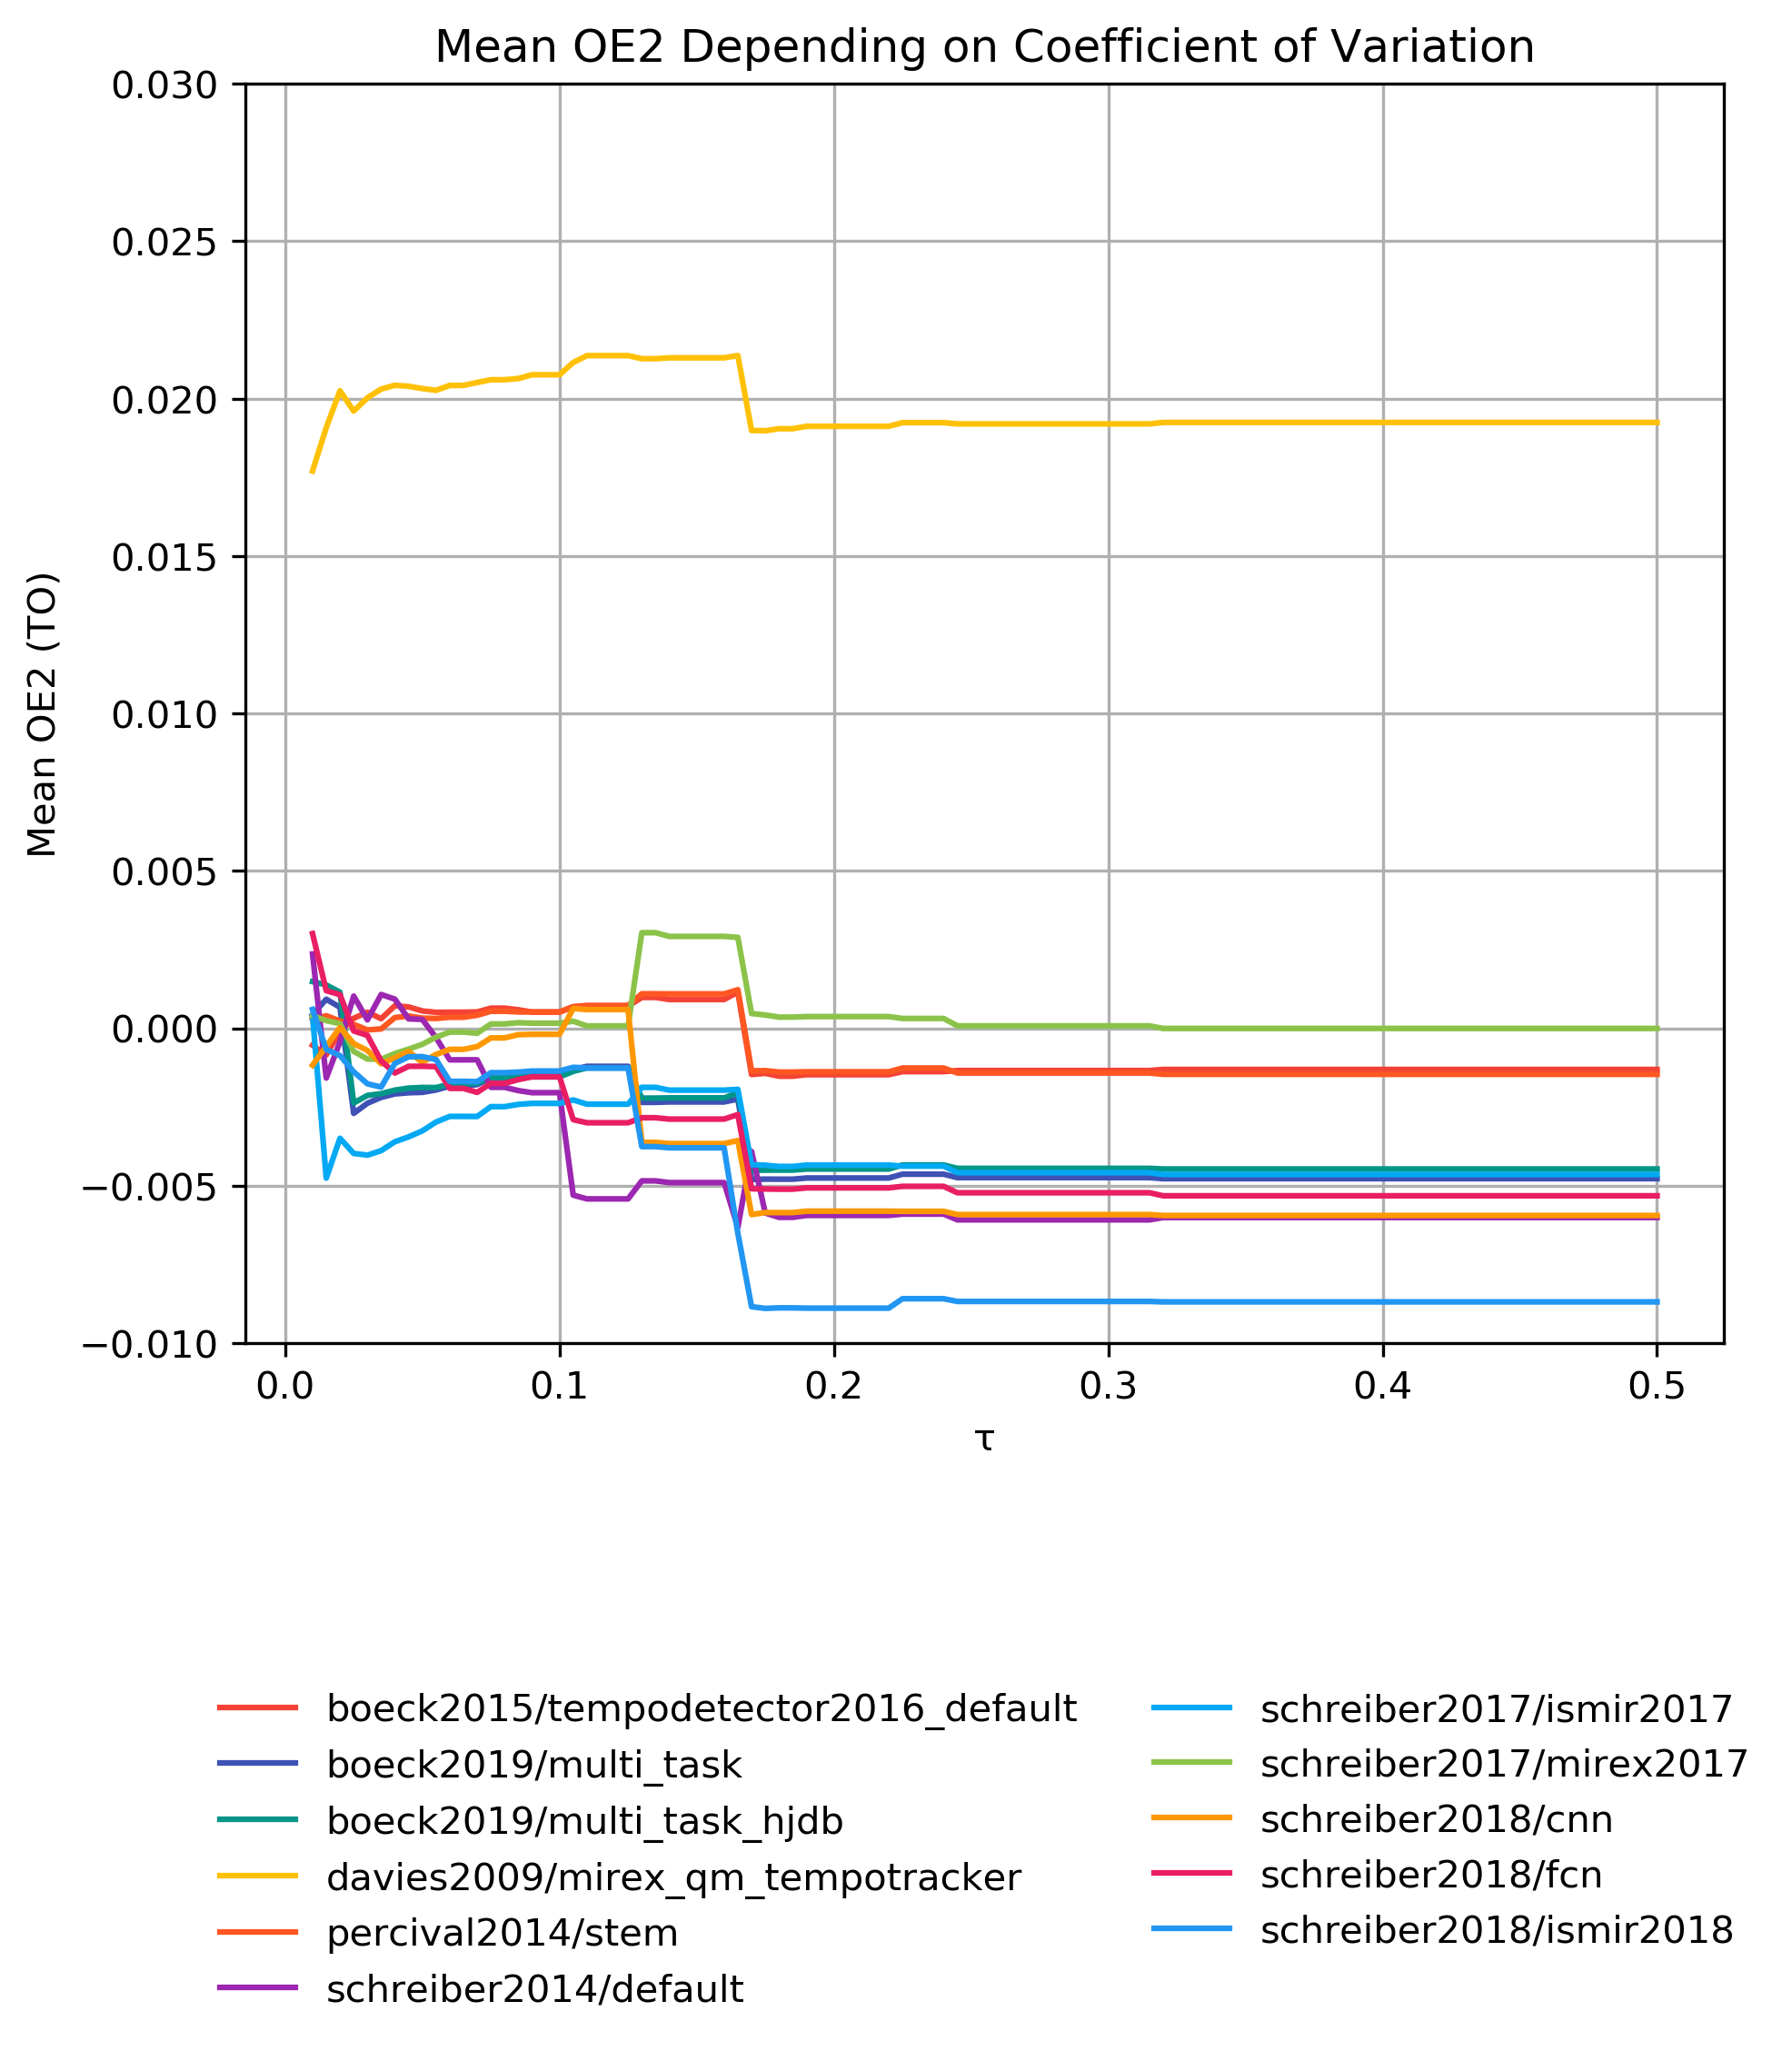 Mean OE2 Depending on Coefficient of Variation
0.030
0.025
0.020
0.015
0.010
0.005
0.000
−0.005
−0.010
Mean OE2 (TO)
0.0 0.1 0.2 0.3 0.4 0.5
τ
boeck2015/tempodetector2016_default
boeck2019/multi_task
boeck2019/multi_task_hjdb
davies2009/mirex_qm_tempotracker
percival2014/stem
schreiber2014/default
schreiber2017/ismir2017
schreiber2017/mirex2017
schreiber2018/cnn
schreiber2018/fcn
schreiber2018/ismir2018